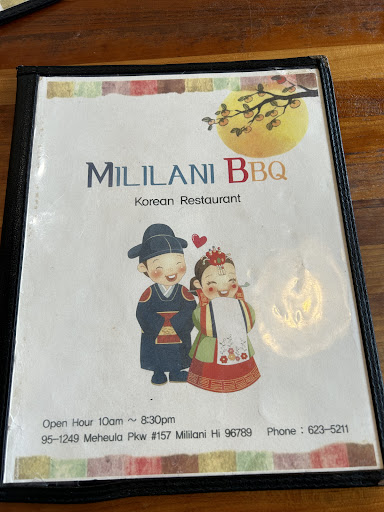 MILILANI BBQ
Korean Restaurant
Open Hour 10am ~ 8:30pm
95-1249 Meheula Pkw #157 Mililani Hi 96789 Phone : 623-5211